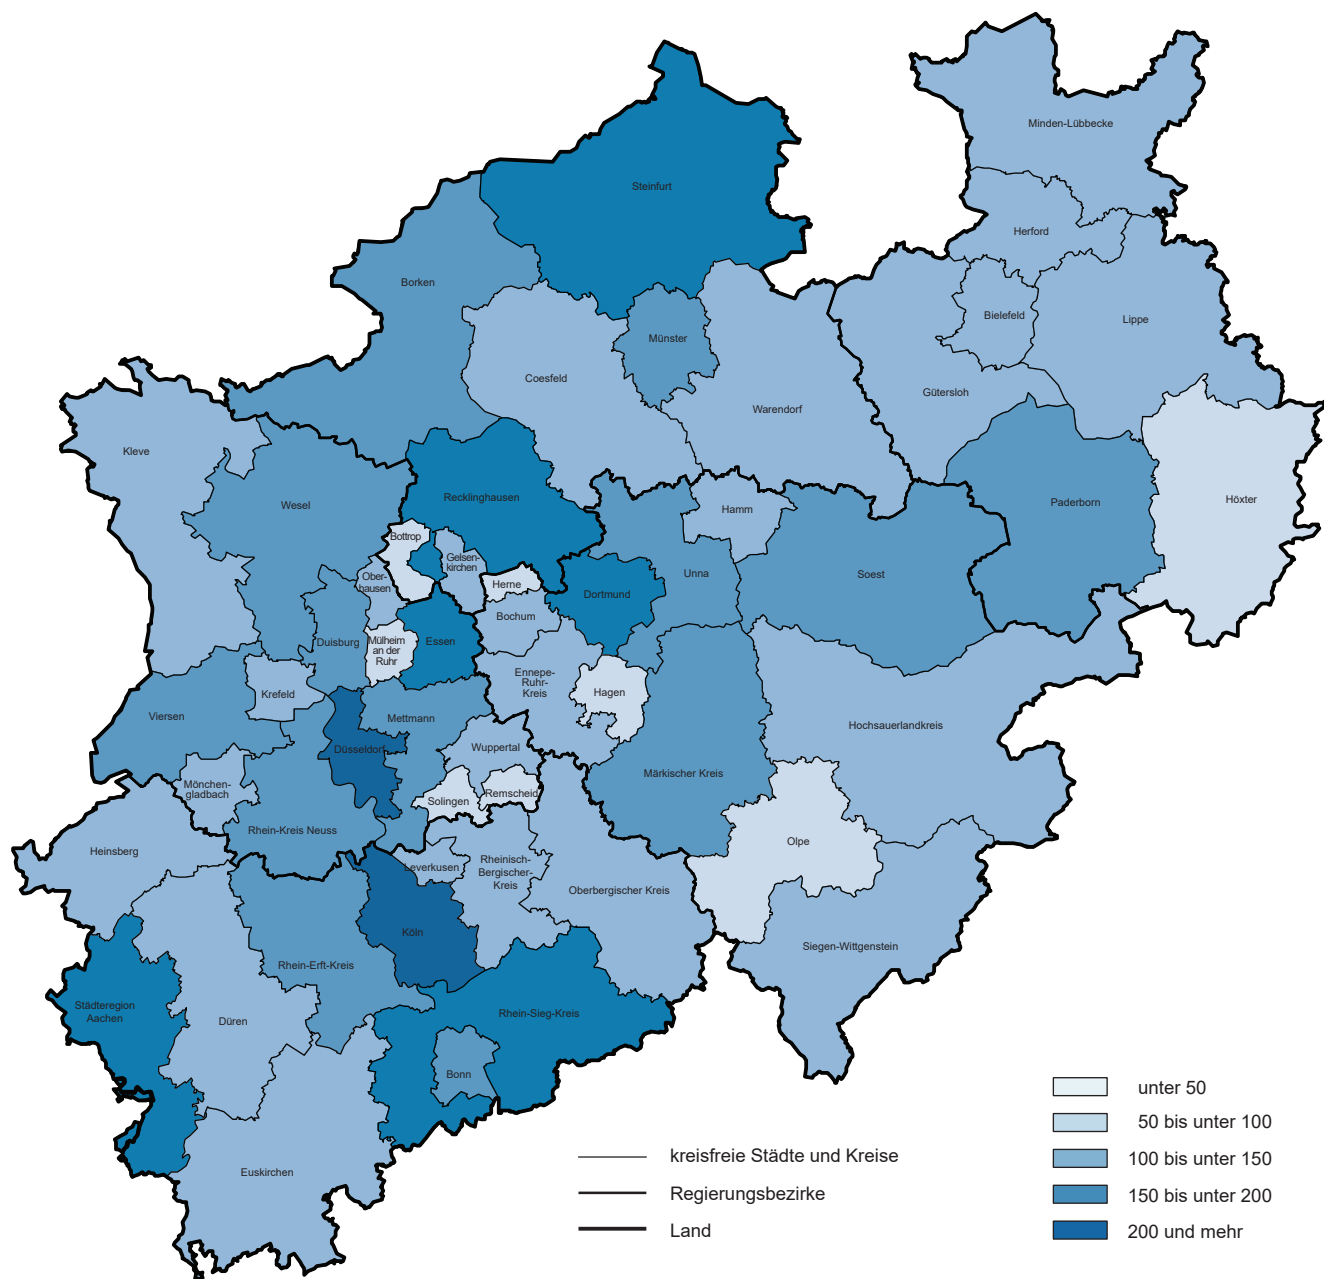 Minden-Lübbecke
Steinfurt
Herford
Borken
Bielefeld
Lippe
Münster
Coesfeld
Gütersloh
Warendorf
Kleve
Recklinghausen
Höxter
Paderborn
Wesel
Hamm
Bottrop
Gelsen-
kirchen
Ober-
hausen
Herne
Unna
Soest
Dortmund
Bochum
Duisburg
Mülheim
an der
Ruhr
Essen
Ennepe-
Ruhr-
Kreis
Hagen
Krefeld
Viersen
Mettmann
Hochsauerlandkreis
Düsseldorf
Wuppertal
Märkischer Kreis
Mönchen-
gladbach
Solingen
Remscheid
Rhein-Kreis Neuss
Olpe
Heinsberg
Leverkusen
Rheinisch-
Bergischer-
Kreis
Oberbergischer Kreis
Köln
Siegen-Wittgenstein
Rhein-Erft-Kreis
Städteregion
Aachen
Düren
Rhein-Sieg-Kreis
Bonn
Euskirchen
kreisfreie Städte und Kreise
Regierungsbezirke
Land
unter 50
50 bis unter 100
100 bis unter 150
150 bis unter 200
200 und mehr